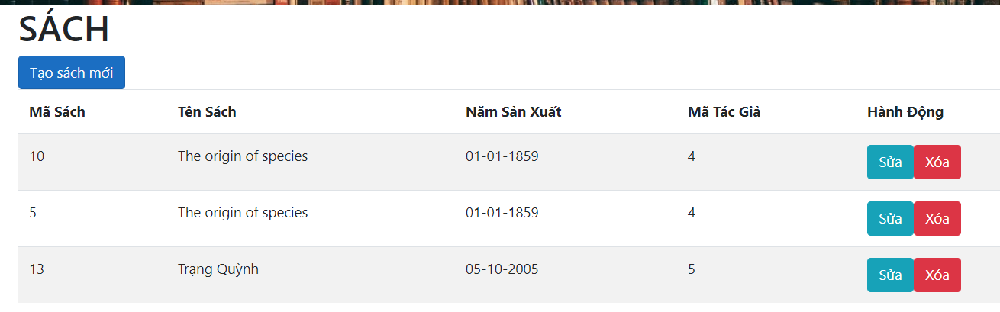 SÁCH
Tạo sách mới
Mã Sách Tên Sách Năm Sản Xuất Mã Tác Giả Hành Động
10 The origin of species 01-01-1859 4 Sửa Xóa
5 The origin of species 01-01-1859 4 Sửa Xóa
13 Trạng Quỳnh 05-10-2005 5 Sửa Xóa